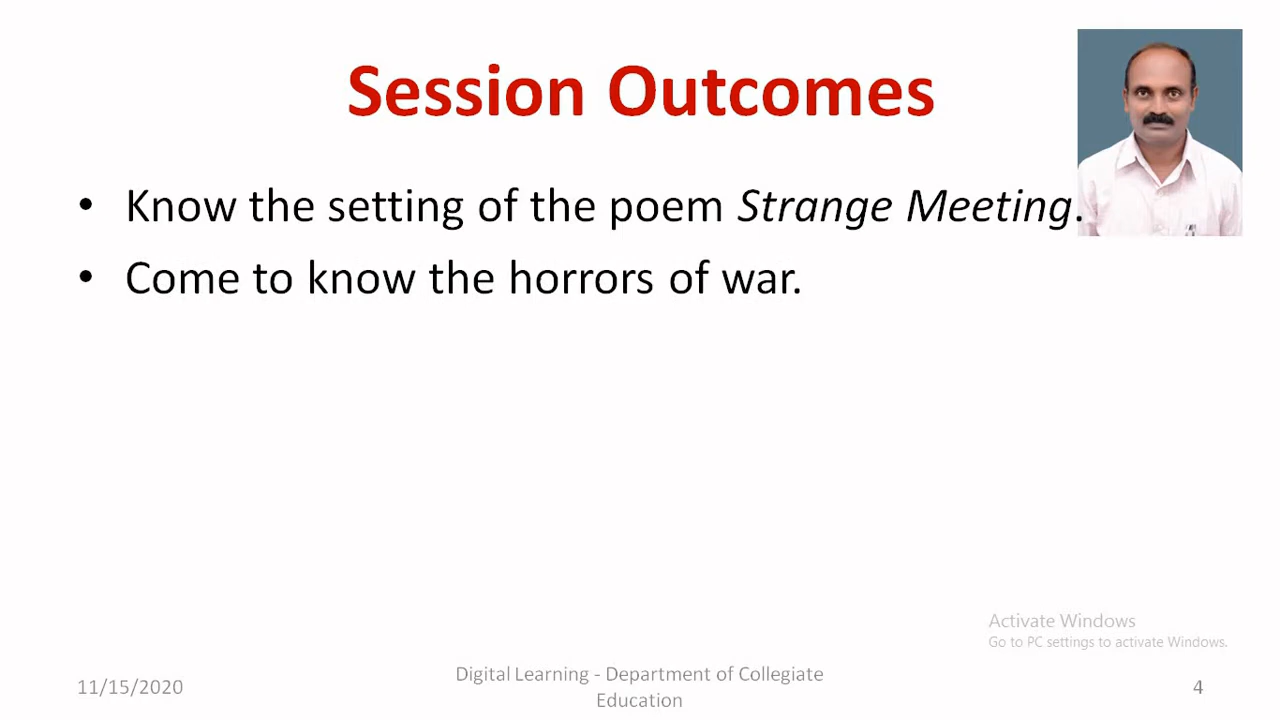 Session Outcomes
• Know the setting of the poem Strange Meeting.
• Come to know the horrors of war.
Activate Windows
Go to PC settings to activate Windows.
11/15/2020
Digital Learning - Department of Collegiate
Education
4